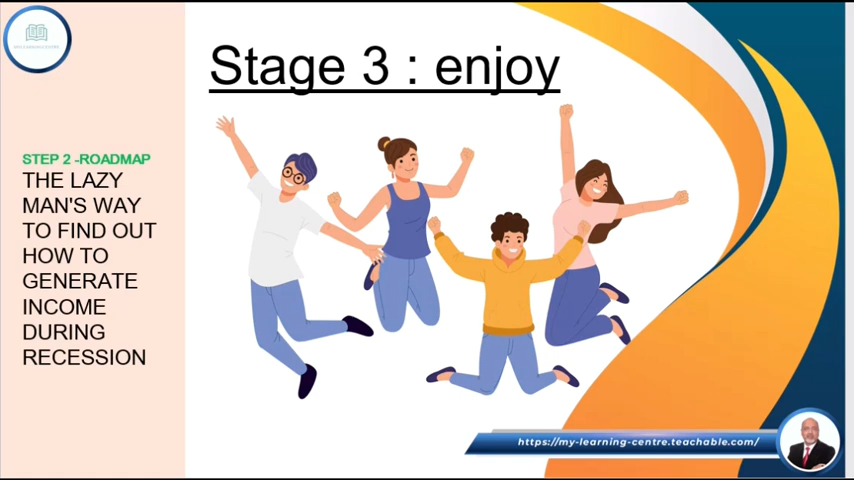 Stage 3 : enjoy
STEP 2 -ROADMAP
THE LAZY
MAN'S WAY
TO FIND OUT
HOW TO
GENERATE
INCOME
DURING
RECESSION
https://my-learning-centre.teachable.com/